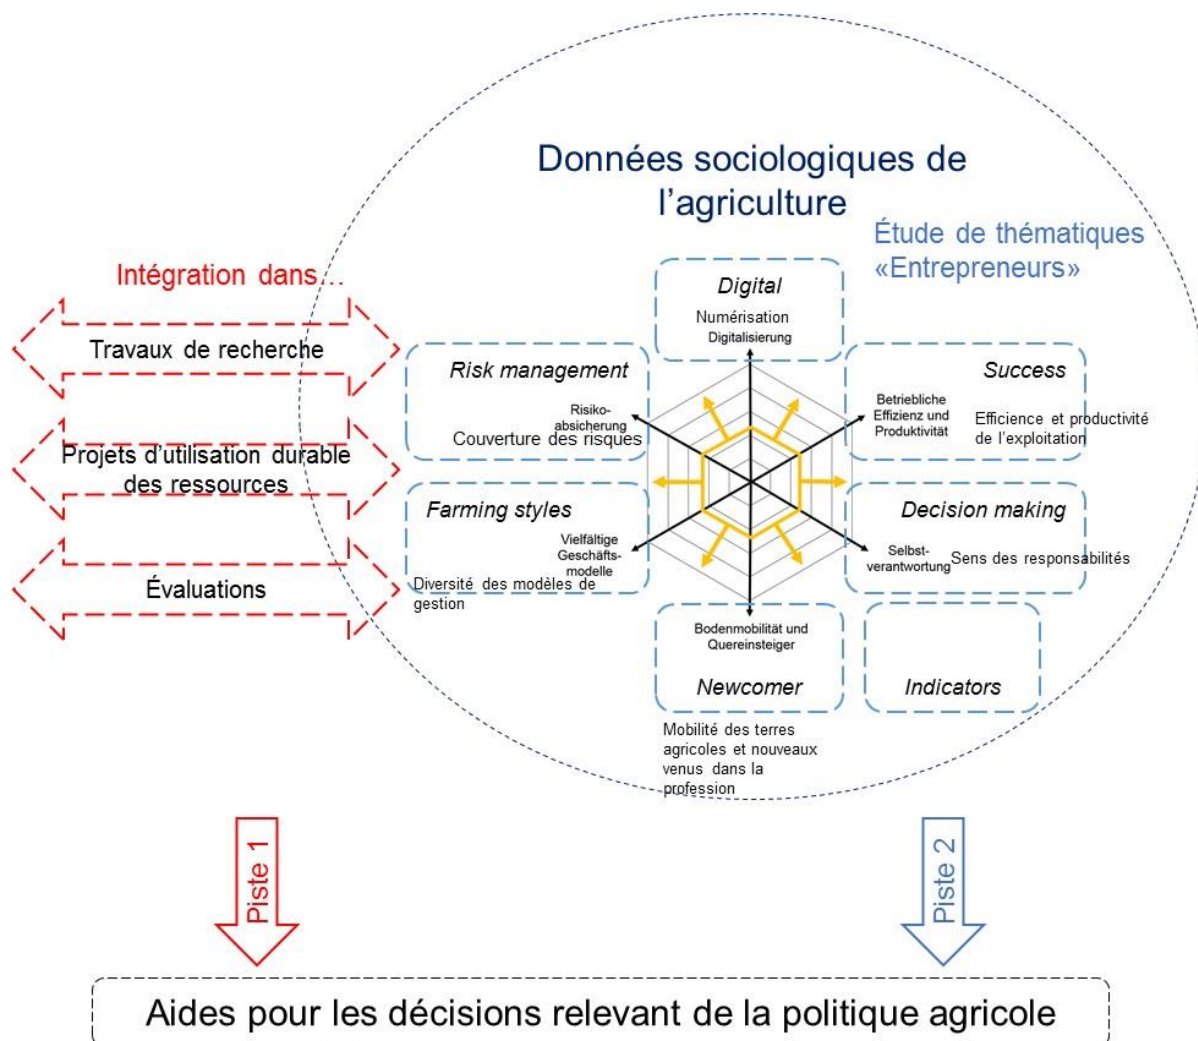 Données sociologiques de
l’agriculture
Étude de thématiques
«Entrepreneurs»
Intégration dans…
Travaux de recherche
Projets d’utilisation durable
des ressources
Évaluations
Digital
Numérisation
Digitalisierung
Risk management
Risiko-
absicherung
Couverture des risques
Success
Betriebliche
Effizienz und
Produktivität
Efficience et productivité
de l’exploitation
Farming styles
Vielfältige
Geschäfts-
modelle
Diversité des modèles de
gestion
Decision making
Selbst-
verantwortung
Sens des responsabilités
Bodenmobilität und
Quereinsteiger
Newcomer
Mobilité des terres
agricoles et nouveaux
venus dans la
profession
Indicators
Piste 1
Piste 2
Aides pour les décisions relevant de la politique agricole